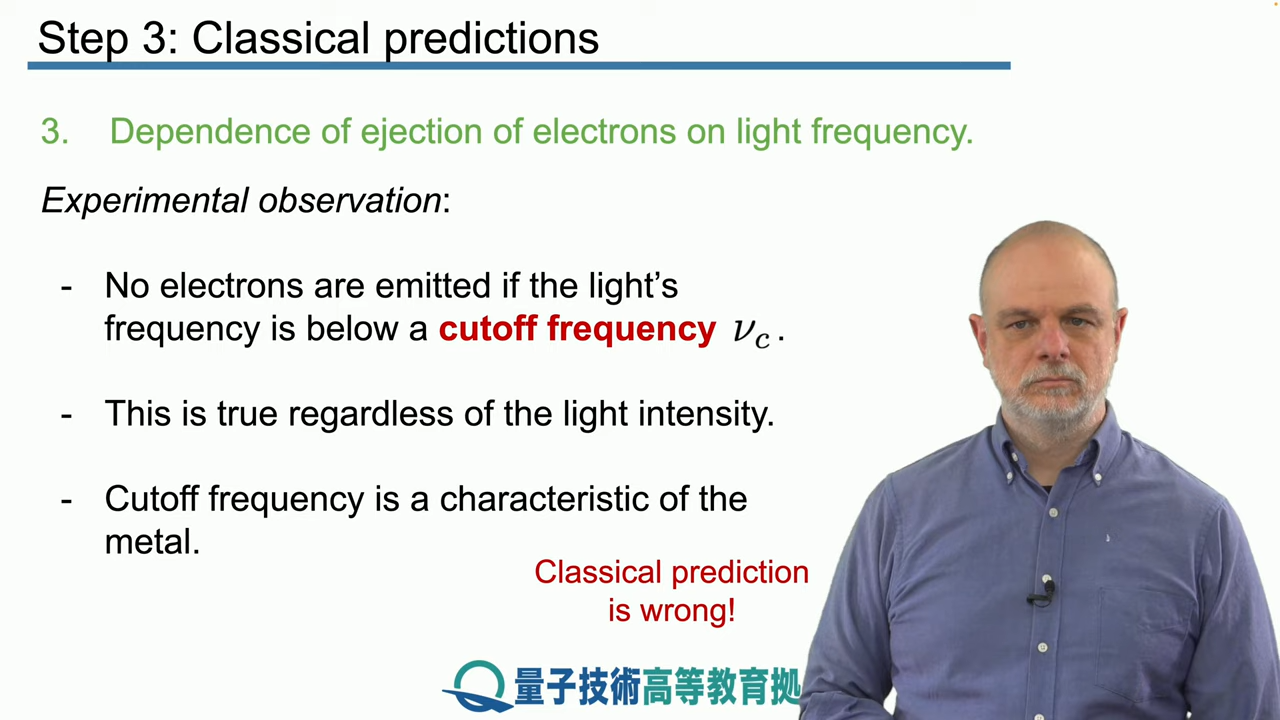 Step 3: Classical predictions
3. Dependence of ejection of electrons on light frequency.
Experimental observation:
- No electrons are emitted if the light’s
frequency is below a cutoff frequency ν_c.
- This is true regardless of the light intensity.
- Cutoff frequency is a characteristic of the
metal.
Classical prediction
is wrong!
量子技術高等教育拠